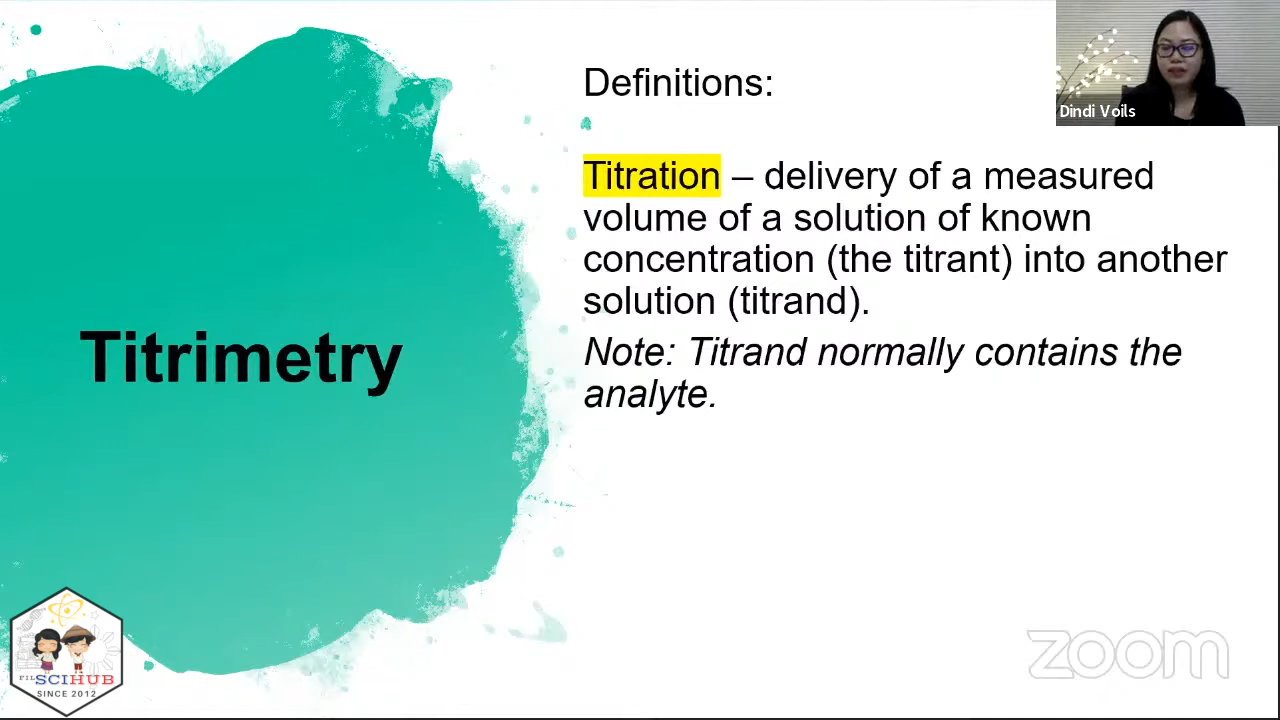 Definitions:
Dindi Voils
Titration – delivery of a measured
volume of a solution of known
concentration (the titrant) into another
solution (titrand).
Note: Titrand normally contains the
analyte.
Titrimetry
FILSCIHUB
SINCE 2012
zoom